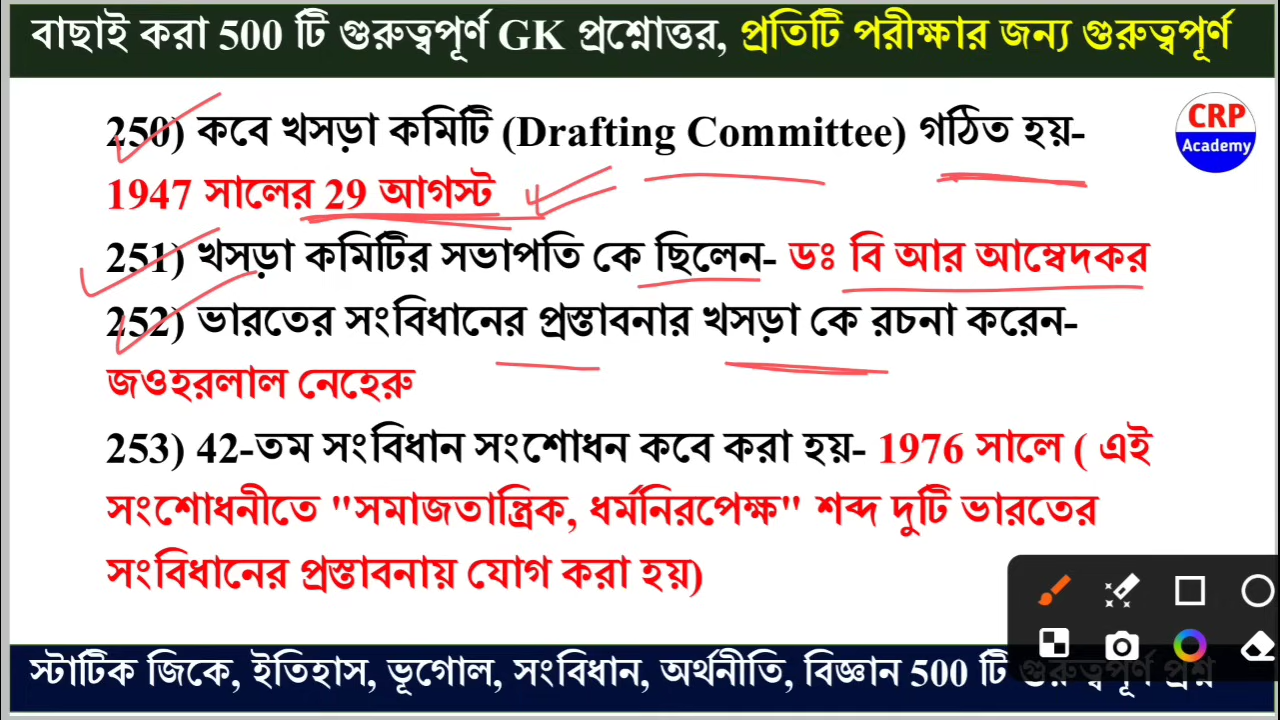 বাছাই করা 500 টি গুরুত্বপূর্ণ GK প্রশ্নোত্তর, প্রতিটি পরীক্ষার জন্য গুরুত্বপূর্ণ
CRP
Academy
250) কবে খসড়া কমিটি (Drafting Committee) গঠিত হয়-
1947 সালের 29 আগস্ট
251) খসড়া কমিটির সভাপতি কে ছিলেন- ডঃ বি আর আম্বেদকর
252) ভারতের সংবিধানের প্রস্তাবনার খসড়া কে রচনা করেন-
জওহরলাল নেহেরু
253) 42-তম সংবিধান সংশোধন কবে করা হয়- 1976 সালে ( এই
সংশোধনীতে "সমাজতান্ত্রিক, ধর্মনিরপেক্ষ" শব্দ দুটি ভারতের
সংবিধানের প্রস্তাবনায় যোগ করা হয়)
স্টাটিক জিকে, ইতিহাস, ভূগোল, সংবিধান, অর্থনীতি, বিজ্ঞান 500 টি গুরুত্বপূর্ণ প্রশ্ন